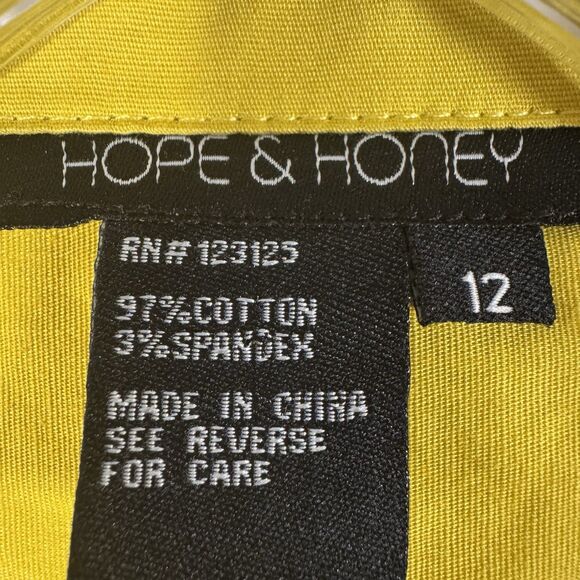 HOPE & HONEY
RN# 123125
12
97%COTTON
3%SPANDEX
MADE IN CHINA
SEE REVERSE
FOR CARE